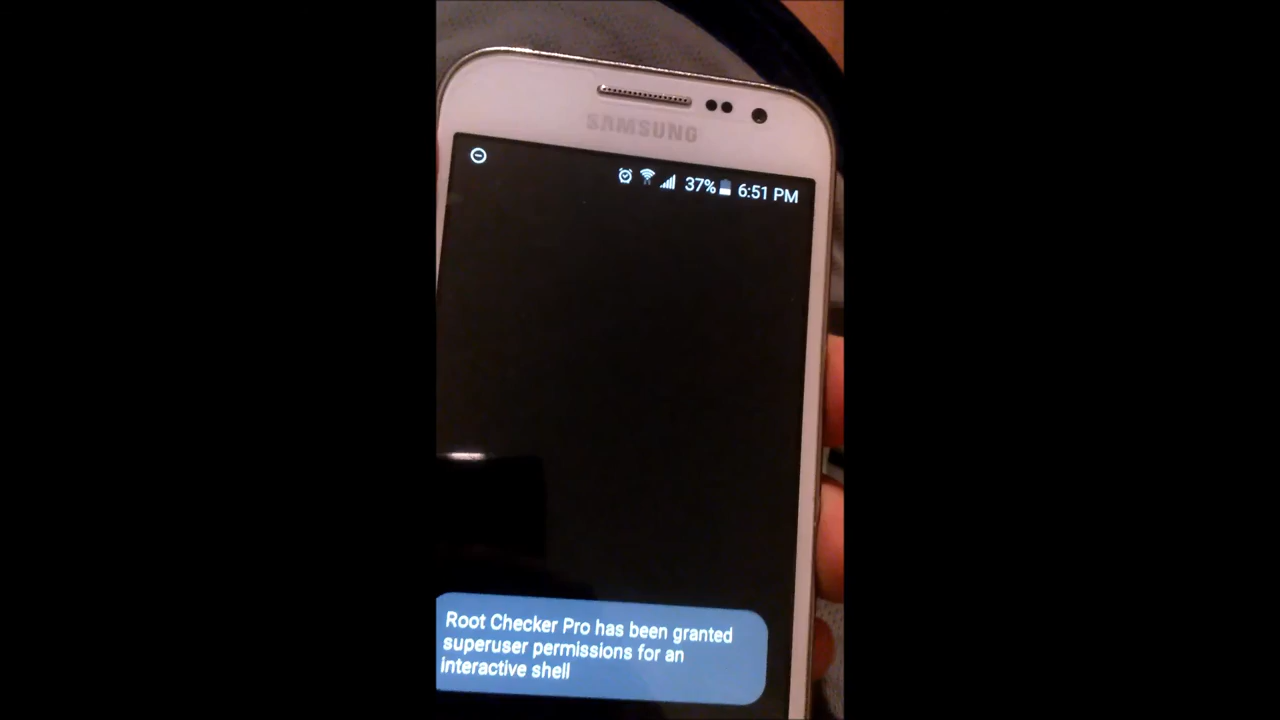 SAMSUNG
37% 6:51 PM
Root Checker Pro has been granted
superuser permissions for an
interactive shell